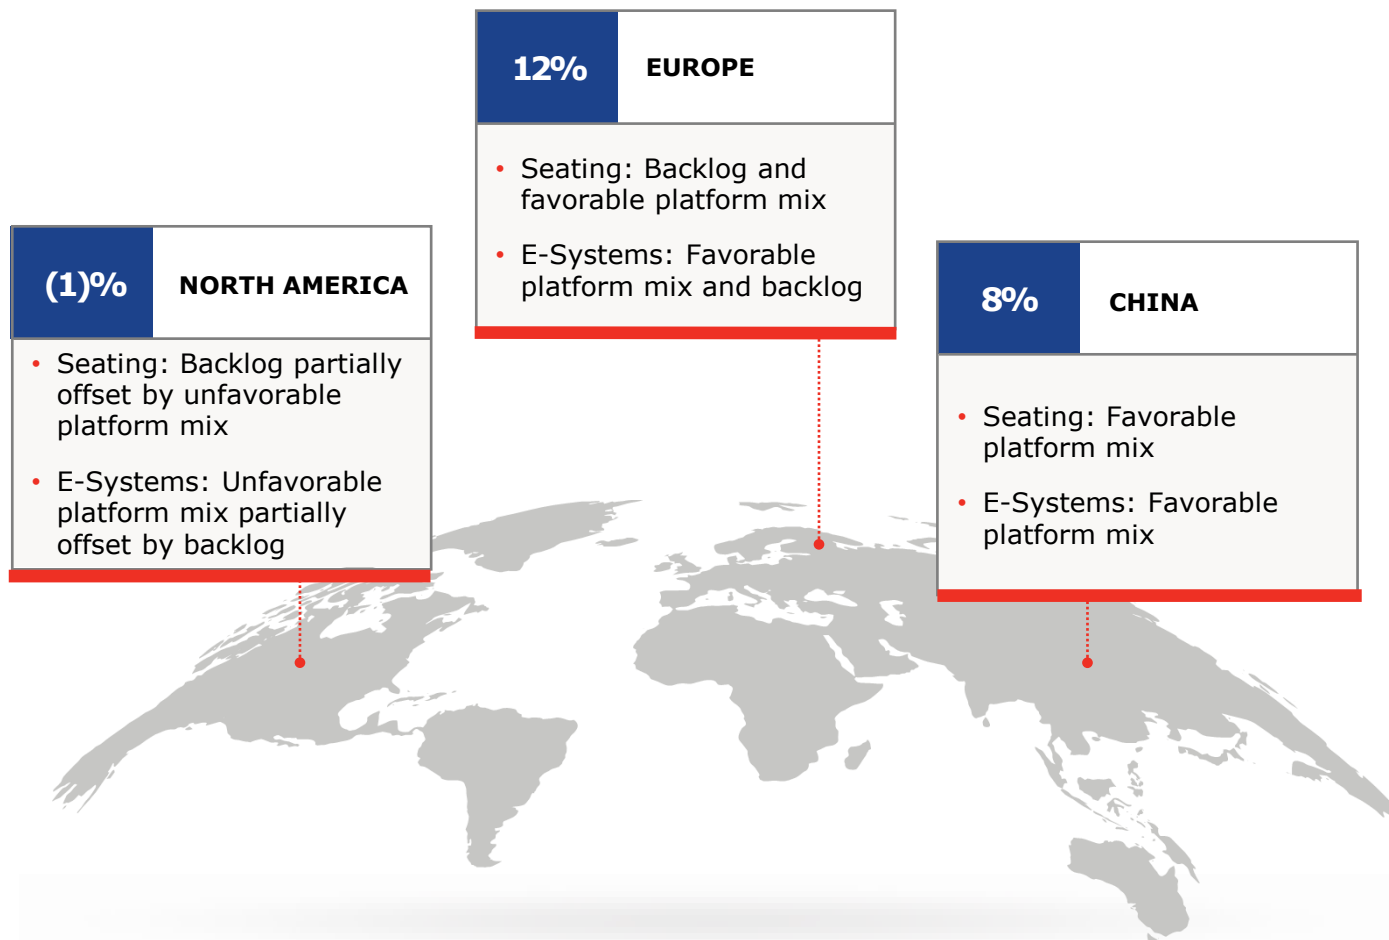 12%
EUROPE
• Seating: Backlog and
favorable platform mix
• E-Systems: Favorable
platform mix and backlog
(1)%
NORTH AMERICA
• Seating: Backlog partially
offset by unfavorable
platform mix
• E-Systems: Unfavorable
platform mix partially
offset by backlog
8%
CHINA
• Seating: Favorable
platform mix
• E-Systems: Favorable
platform mix